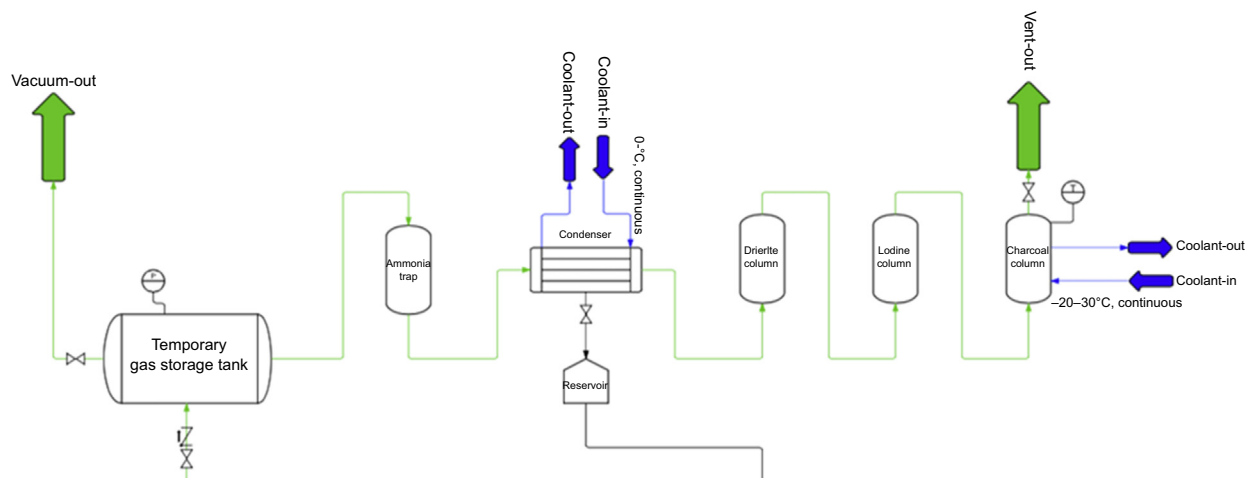 Vacuum-out
Coolant-out
Coolant-in
0-°C, continuous
Vent-out
T
Condenser
Ammonia
trap
Drierlte
column
Lodine
column
Charcoal
column
Coolant-out
Coolant-in
–20–30°C, continuous
P
Temporary
gas storage tank
Reservoir